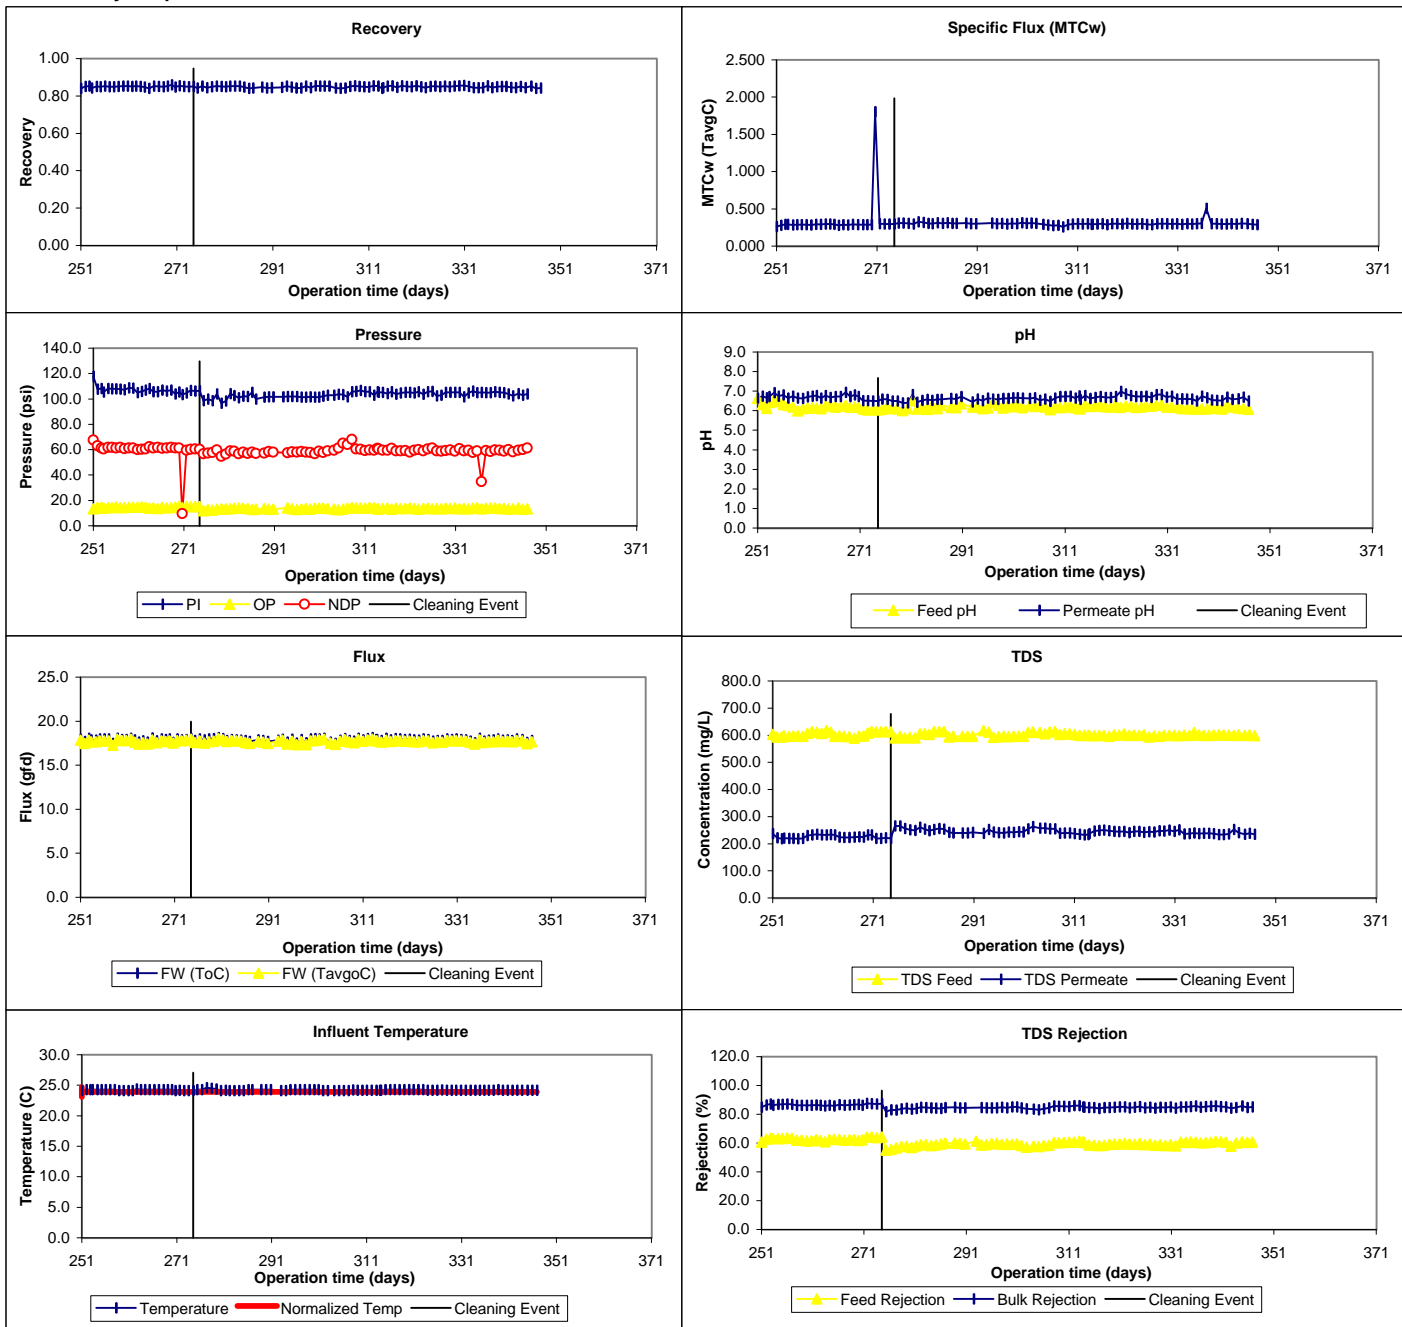 Recovery
1.00
0.80
0.60
0.40
0.20
0.00
Recovery
251 271 291 311 331 351 371
Operation time (days)
Specific Flux (MTCw)
2.500
2.000
1.500
1.000
0.500
0.000
MTCw (TavgC)
251 271 291 311 331 351 371
Operation time (days)
Pressure
140.0
120.0
100.0
80.0
60.0
40.0
20.0
0.0
Pressure (psi)
251 271 291 311 331 351 371
Operation time (days)
PI OP NDP Cleaning Event
pH
9.0
8.0
7.0
6.0
5.0
4.0
3.0
2.0
1.0
0.0
pH
251 271 291 311 331 351 371
Operation time (days)
Feed pH Permeate pH Cleaning Event
Flux
25.0
20.0
15.0
10.0
5.0
0.0
Flux (gfd)
251 271 291 311 331 351 371
Operation time (days)
FW (ToC) FW (TavgoC) Cleaning Event
TDS
800.0
700.0
600.0
500.0
400.0
300.0
200.0
100.0
0.0
Concentration (mg/L)
251 271 291 311 331 351 371
Operation time (days)
TDS Feed TDS Permeate Cleaning Event
Influent Temperature
30.0
25.0
20.0
15.0
10.0
5.0
0.0
Temperature (C)
251 271 291 311 331 351 371
Operation time (days)
Temperature Normalized Temp Cleaning Event
TDS Rejection
120.0
100.0
80.0
60.0
40.0
20.0
0.0
Rejection (%)
251 271 291 311 331 351 371
Operation time (days)
Feed Rejection Bulk Rejection Cleaning Event